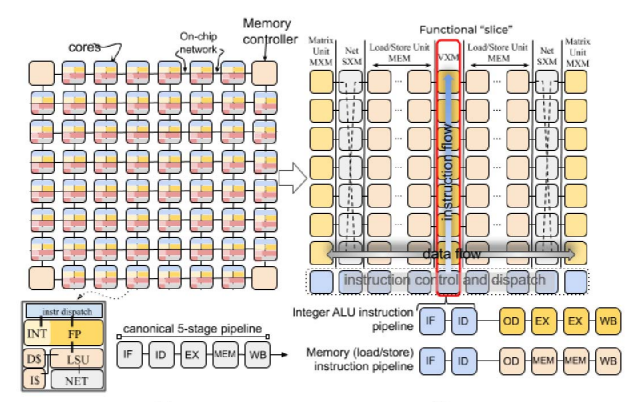 cores
On-chip
network
Memory
controller
Functional “slice”
Matrix
Unit
MXM
Net
SXM
Load/Store Unit
MEM
VXM
Load/Store Unit
MEM
Net
SXM
Matrix
Unit
MXM
... ... ... ...
... ... ... ...
instruction flow
data flow
instruction control and dispatch
instr dispatch
INT FP
D$ LSU
I$ NET
canonical 5-stage pipeline
IF ID EX MEM WB
Integer ALU instruction
pipeline
IF ID OD EX EX WB
Memory (load/store)
instruction pipeline
IF ID OD MEM MEM WB